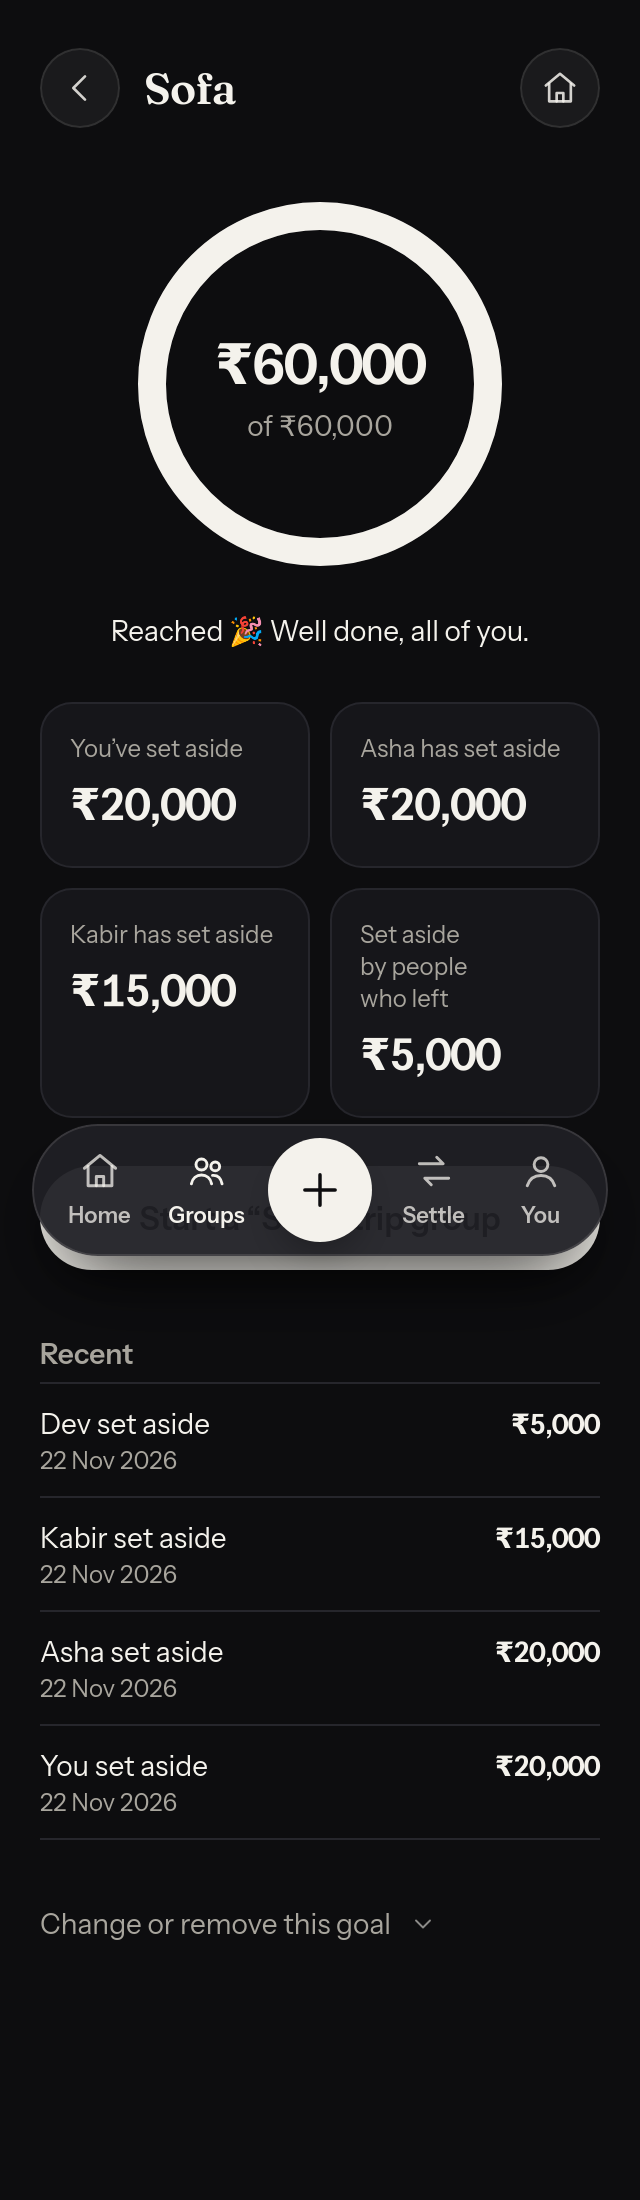 Sofa
₹60,000
of ₹60,000
Reached 🎉 Well done, all of you.
You’ve set aside
₹20,000
Asha has set aside
₹20,000
Kabir has set aside
₹15,000
Set aside
by people
who left
₹5,000
Home
Groups
Settle
You
group
Recent
Dev set aside
₹5,000
22 Nov 2026
Kabir set aside
₹15,000
22 Nov 2026
Asha set aside
₹20,000
22 Nov 2026
You set aside
₹20,000
22 Nov 2026
Change or remove this goal